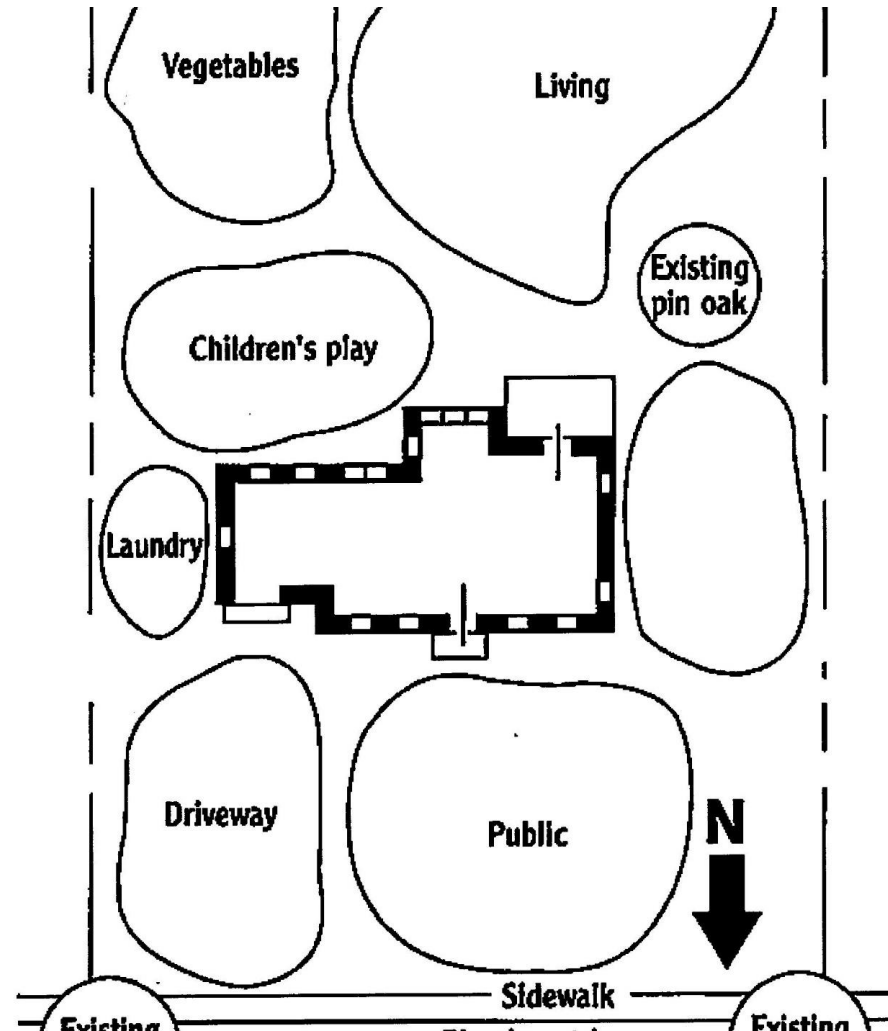 Vegetables
Living
Existing
pin oak
Children's play
Laundry
Driveway
Public
N
Sidewalk
Existing
Existing